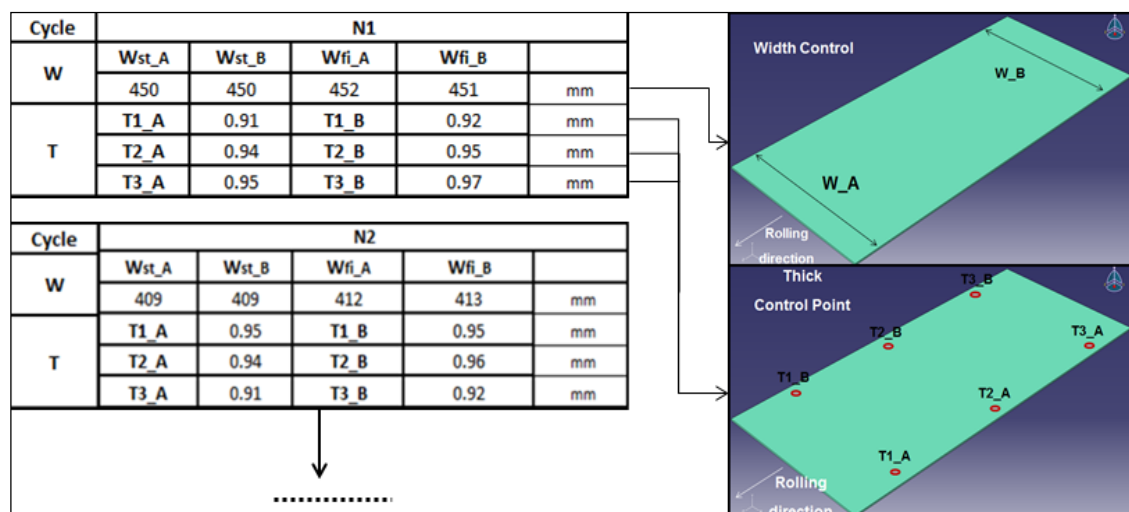 Cycle N1
W Wst_A Wst_B Wfi_A Wfi_B
450 450 452 451 mm
T T1_A 0.91 T1_B 0.92 mm
T2_A 0.94 T2_B 0.95 mm
T3_A 0.95 T3_B 0.97 mm
Cycle N2
W Wst_A Wst_B Wfi_A Wfi_B
409 409 412 413 mm
T T1_A 0.95 T1_B 0.95 mm
T2_A 0.94 T2_B 0.96 mm
T3_A 0.91 T3_B 0.92 mm
Width Control
W_B
W_A
Rolling
direction
Thick
Control Point
T3_B
T2_B
T3_A
T1_B
T2_A
T1_A
Rolling
direction